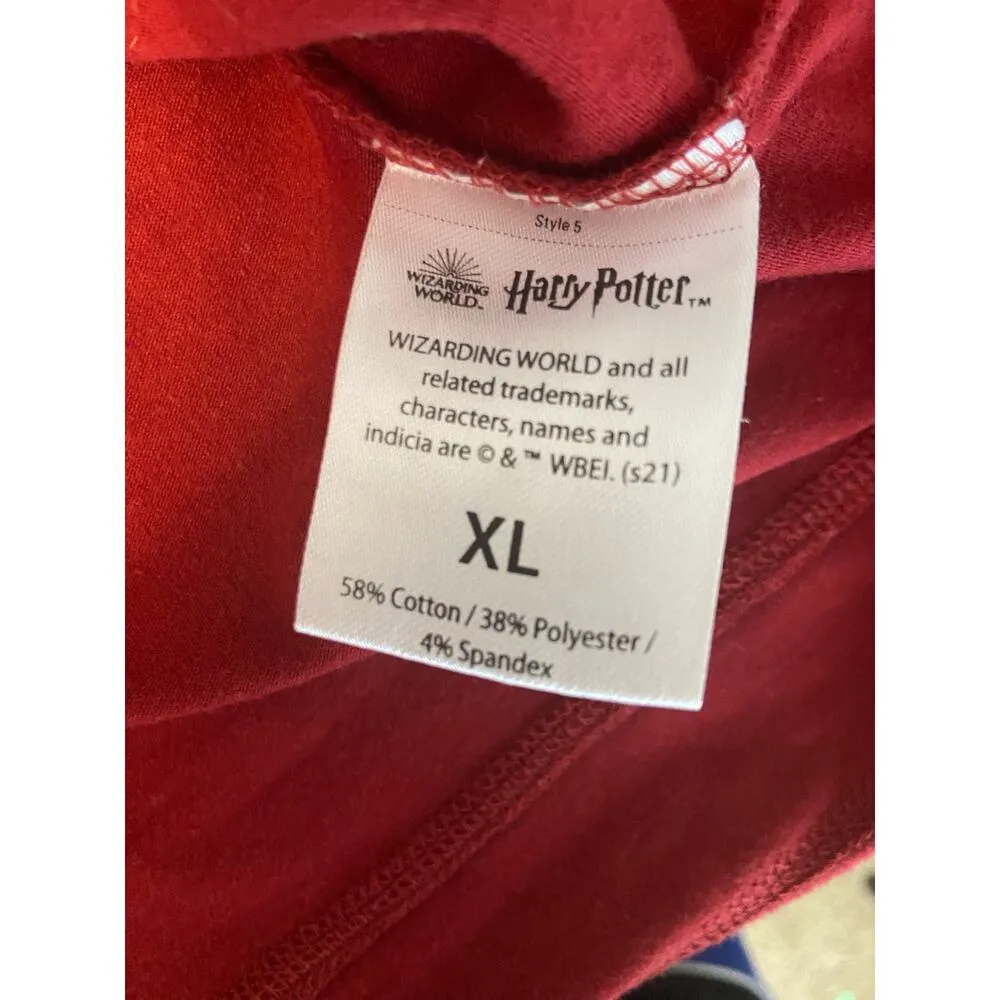 Style 5
WIZARDING
WORLD™
Harry Potter™
WIZARDING WORLD and all
related trademarks,
characters, names and
indicia are © & ™ WBEI. (s21)
XL
58% Cotton / 38% Polyester /
4% Spandex